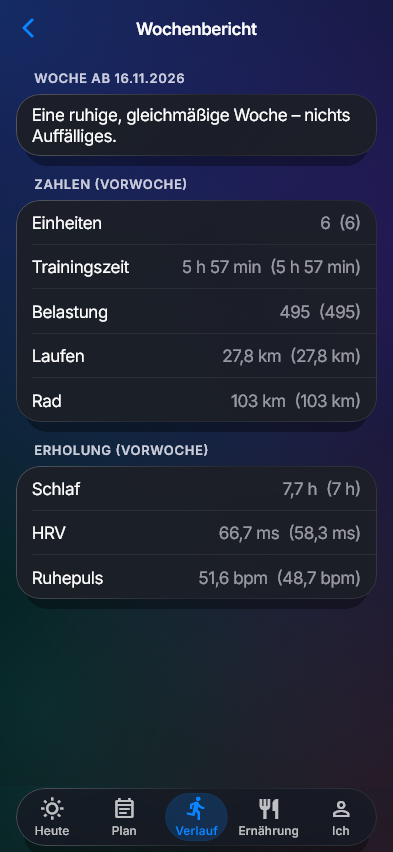 Wochenbericht
WOCHE AB 16.11.2026
Eine ruhige, gleichmäßige Woche – nichts
Auffälliges.
ZAHLEN (VORWOCHE)
Einheiten 6 (6)
Trainingszeit 5 h 57 min (5 h 57 min)
Belastung 495 (495)
Laufen 27,8 km (27,8 km)
Rad 103 km (103 km)
ERHOLUNG (VORWOCHE)
Schlaf 7,7 h (7 h)
HRV 66,7 ms (58,3 ms)
Ruhepuls 51,6 bpm (48,7 bpm)
Heute Plan Verlauf Ernährung Ich